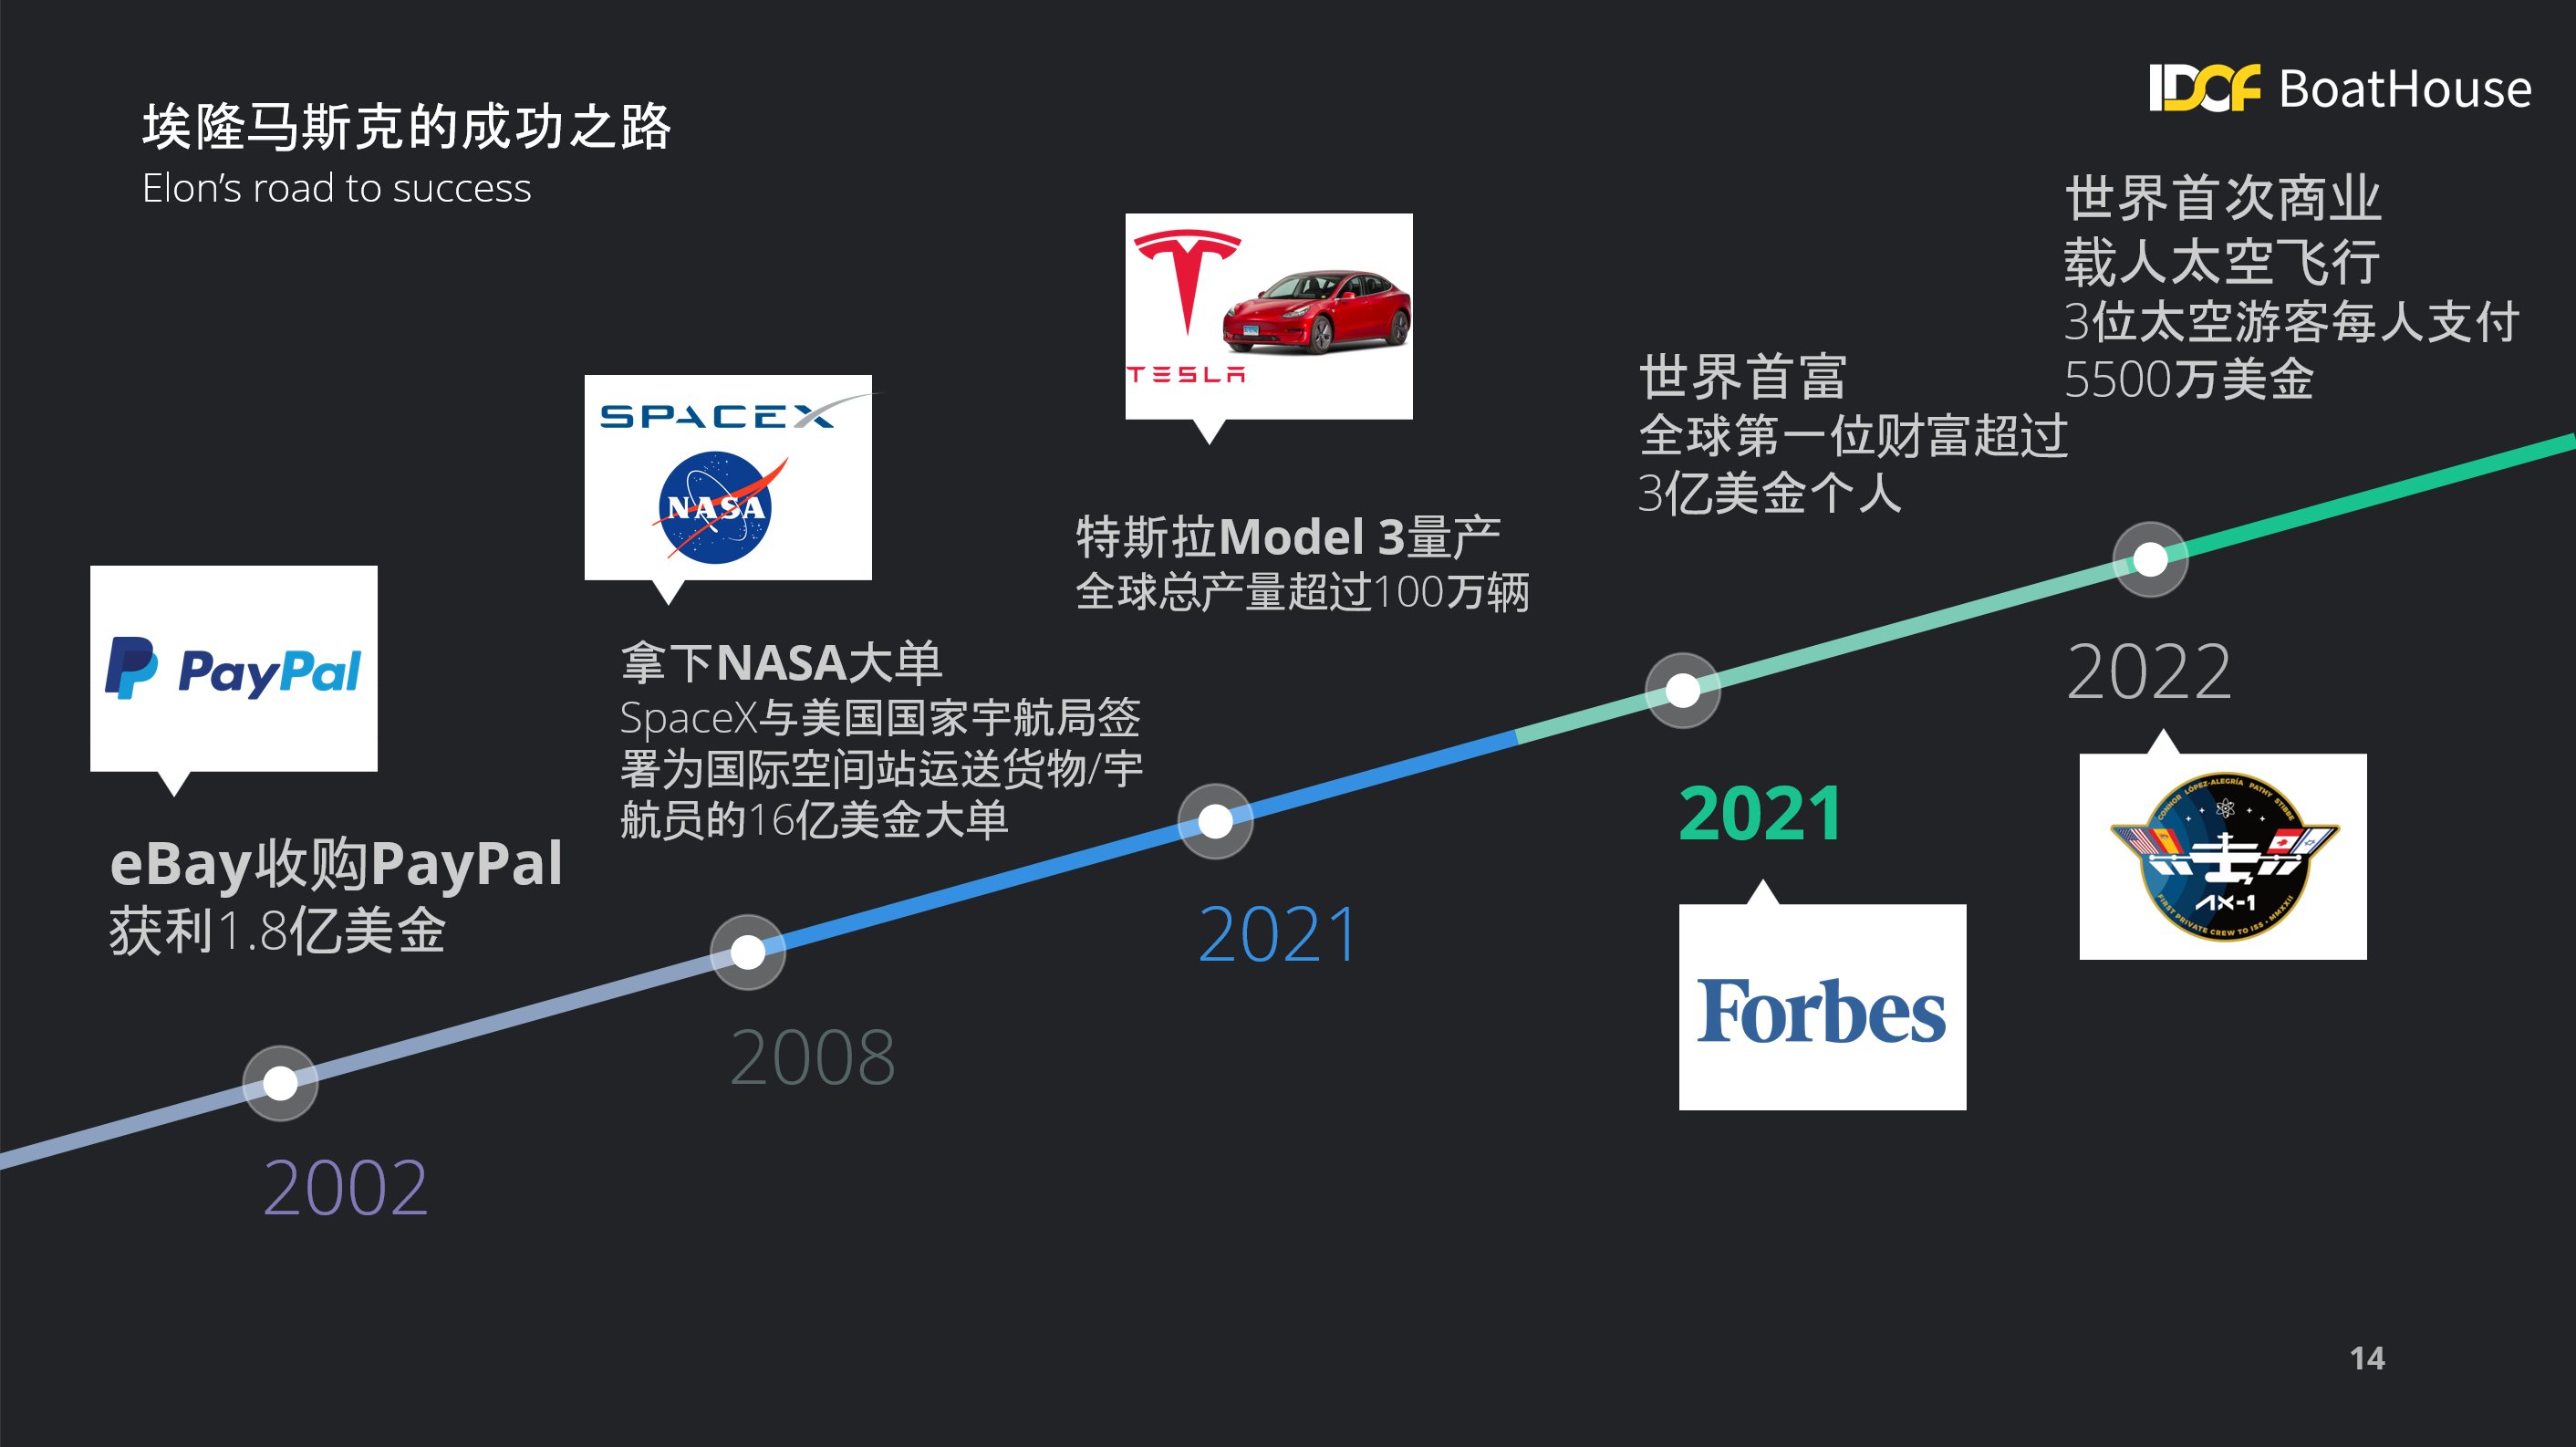 埃隆马斯克的成功之路
Elon’s road to success
IDCF BoatHouse
PayPal
eBay收购PayPal
获利1.8亿美金
2002
SPACEX
NASA
拿下NASA大单
SpaceX与美国国家宇航局签
署为国际空间站运送货物/宇
航员的16亿美金大单
2008
TESLA
特斯拉Model 3量产
全球总产量超过100万辆
2021
世界首富
全球第一位财富超过
3亿美金个人
2021
Forbes
世界首次商业
载人太空飞行
3位太空游客每人支付
5500万美金
2022
CONNOR LÓPEZ-ALEGRÍA PATHY STIBBE
AX-1
FIRST PRIVATE CREW TO ISS • MMXXII
14